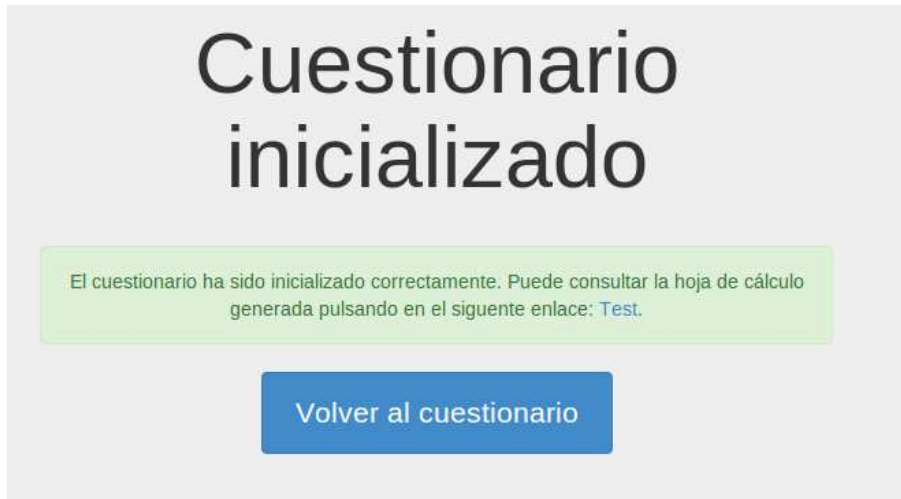 Cuestionario
inicializado
El cuestionario ha sido inicializado correctamente. Puede consultar la hoja de cálculo
generada pulsando en el siguente enlace: Test.
Volver al cuestionario